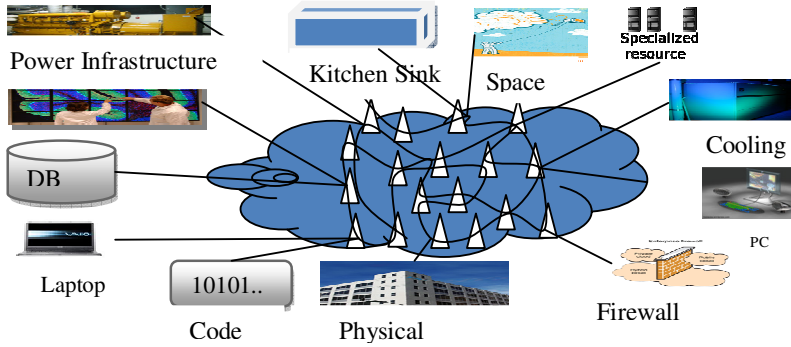 Specialized
resource
Power Infrastructure
Kitchen Sink
Space
Cooling
DB
PC
Laptop
10101..
Firewall
Code
Physical